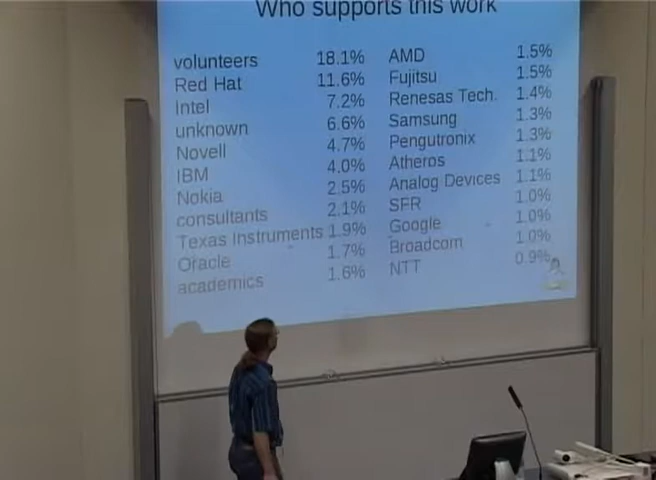 Who supports this work
volunteers 18.1%
Red Hat 11.6%
Intel 7.2%
unknown 6.6%
Novell 4.7%
IBM 4.0%
Nokia 2.5%
consultants 2.1%
Texas Instruments 1.9%
Oracle 1.7%
academics 1.6%
AMD 1.5%
Fujitsu 1.5%
Renesas Tech. 1.4%
Samsung 1.3%
Pengutronix 1.3%
Atheros 1.1%
Analog Devices 1.1%
SFR 1.0%
Google 1.0%
Broadcom 1.0%
NTT 0.9%